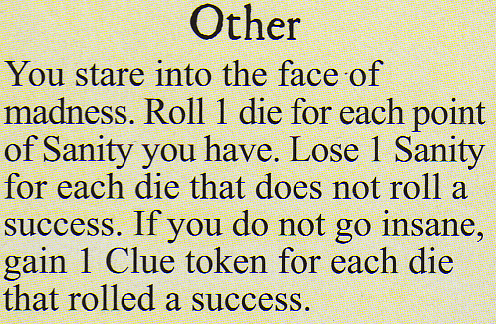 Other
You stare into the face of
madness. Roll 1 die for each point
of Sanity you have. Lose 1 Sanity
for each die that does not roll a
success. If you do not go insane,
gain 1 Clue token for each die
that rolled a success.